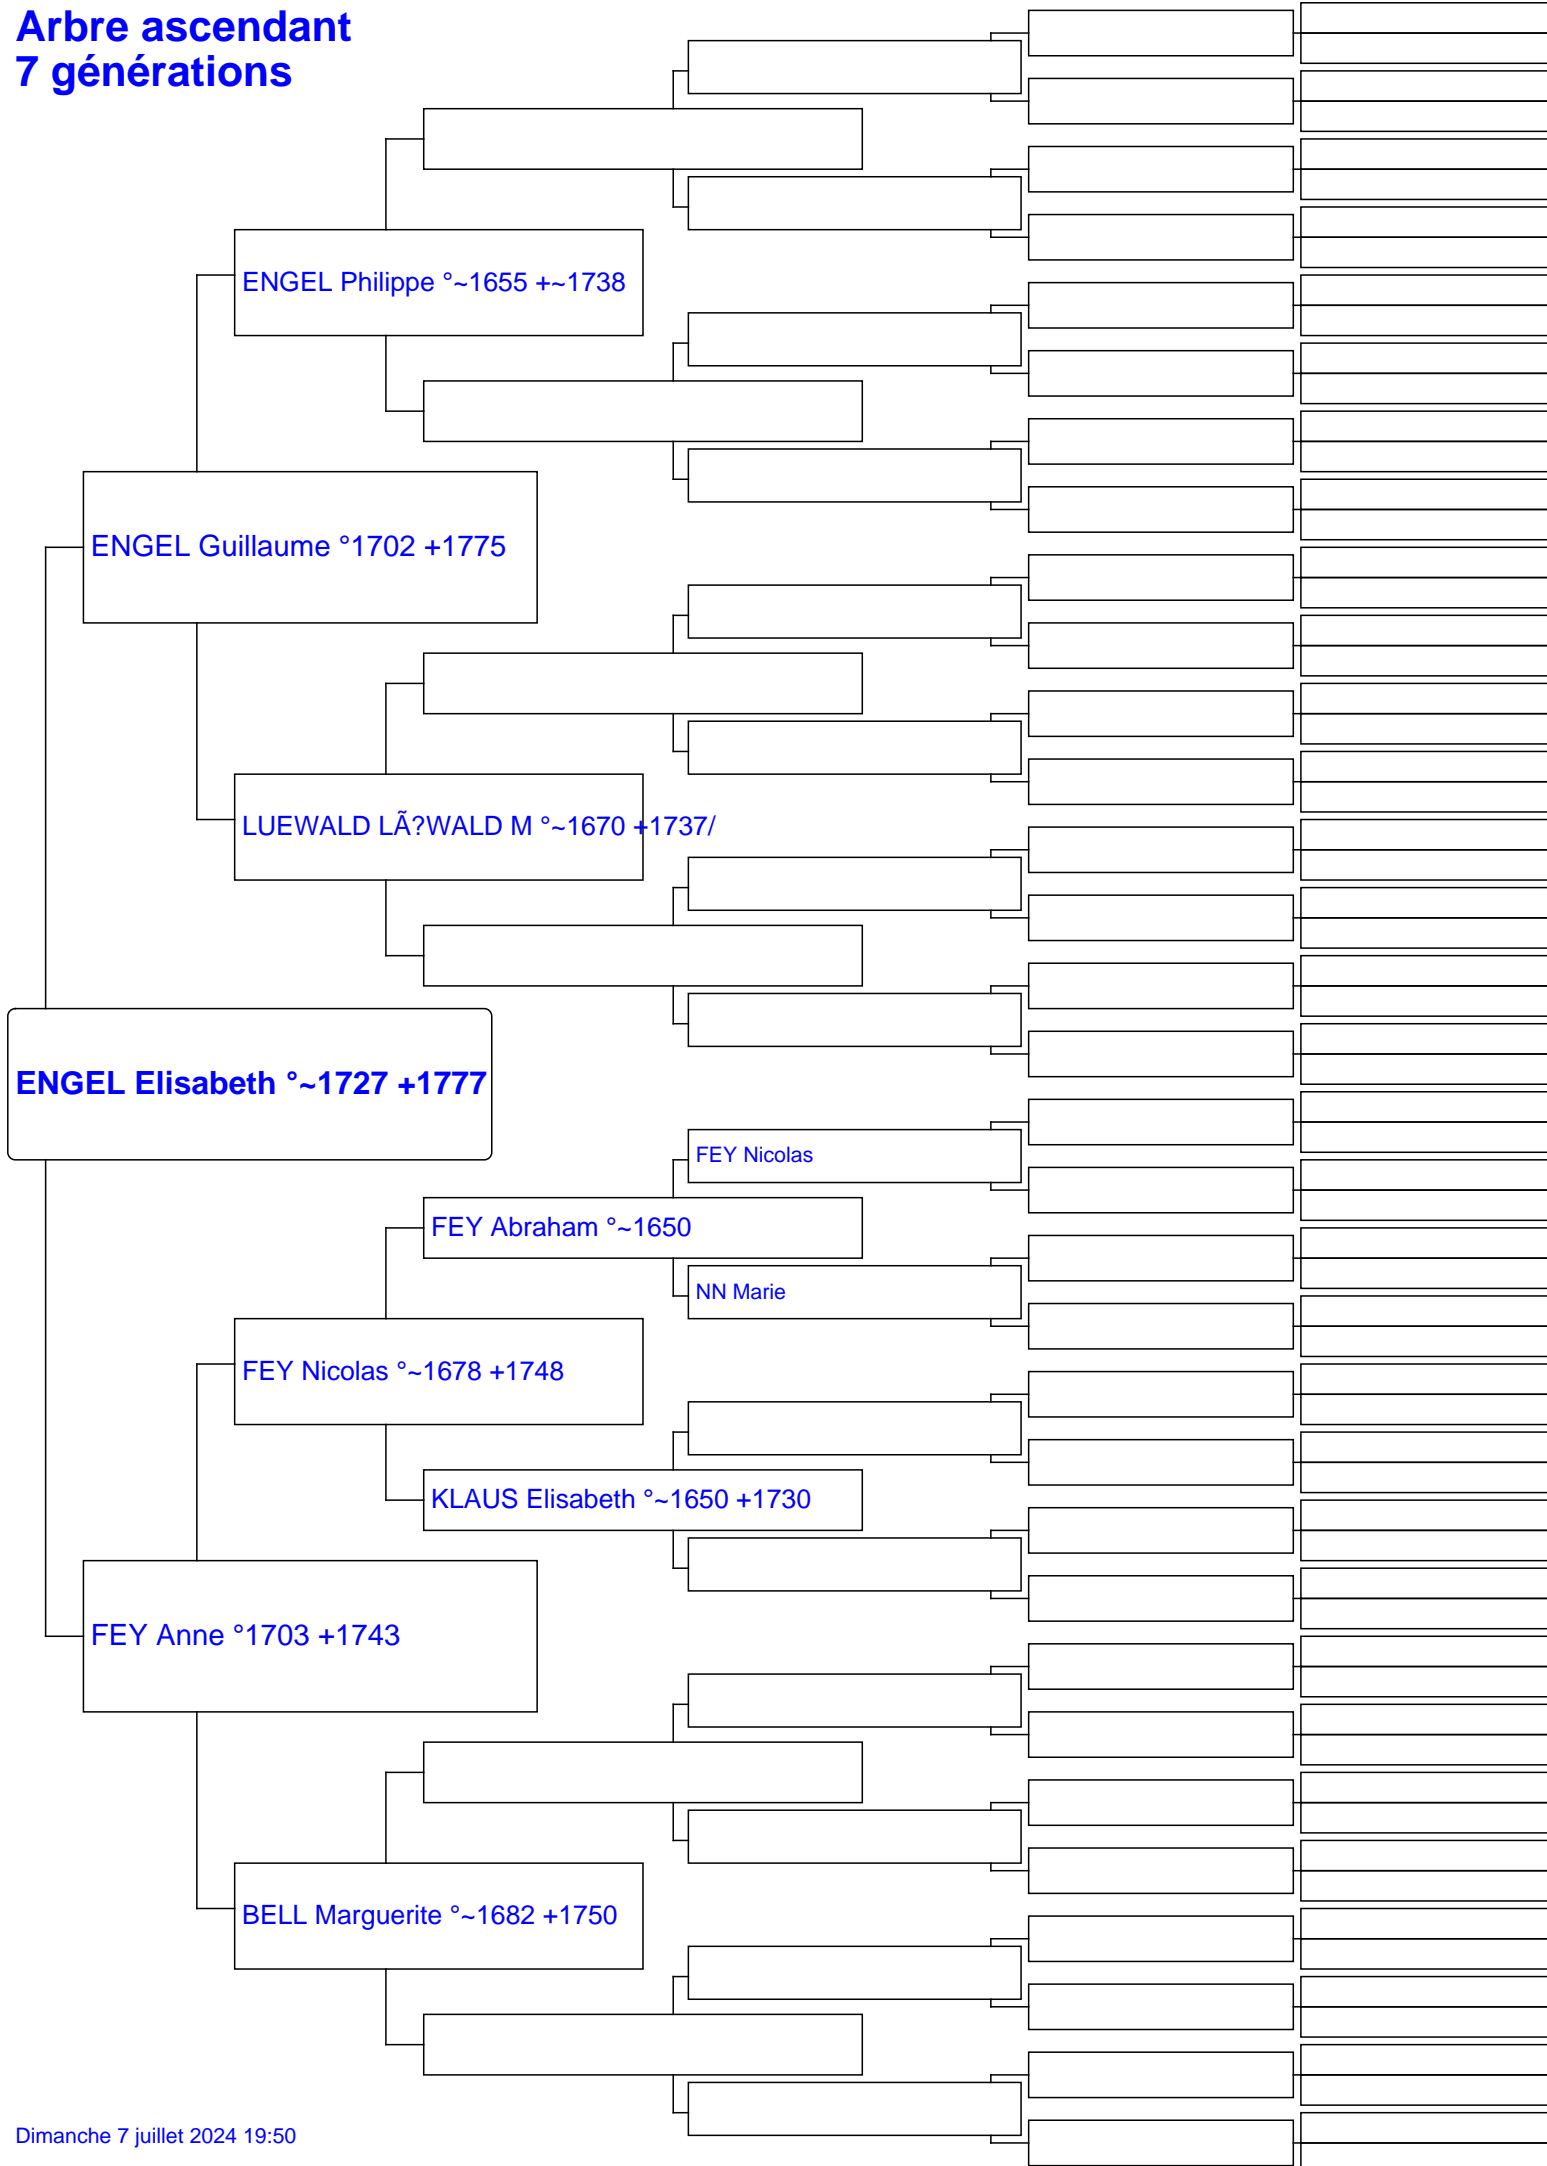 Arbre ascendant
7 générations
ENGEL Philippe °~1655 +~1738
ENGEL Guillaume °1702 +1775
LUEWALD LÃ?WALD M °~1670 +1737/
ENGEL Elisabeth °~1727 +1777
FEY Nicolas
FEY Abraham °~1650
NN Marie
FEY Nicolas °~1678 +1748
KLAUS Elisabeth °~1650 +1730
FEY Anne °1703 +1743
BELL Marguerite °~1682 +1750
Dimanche 7 juillet 2024 19:50